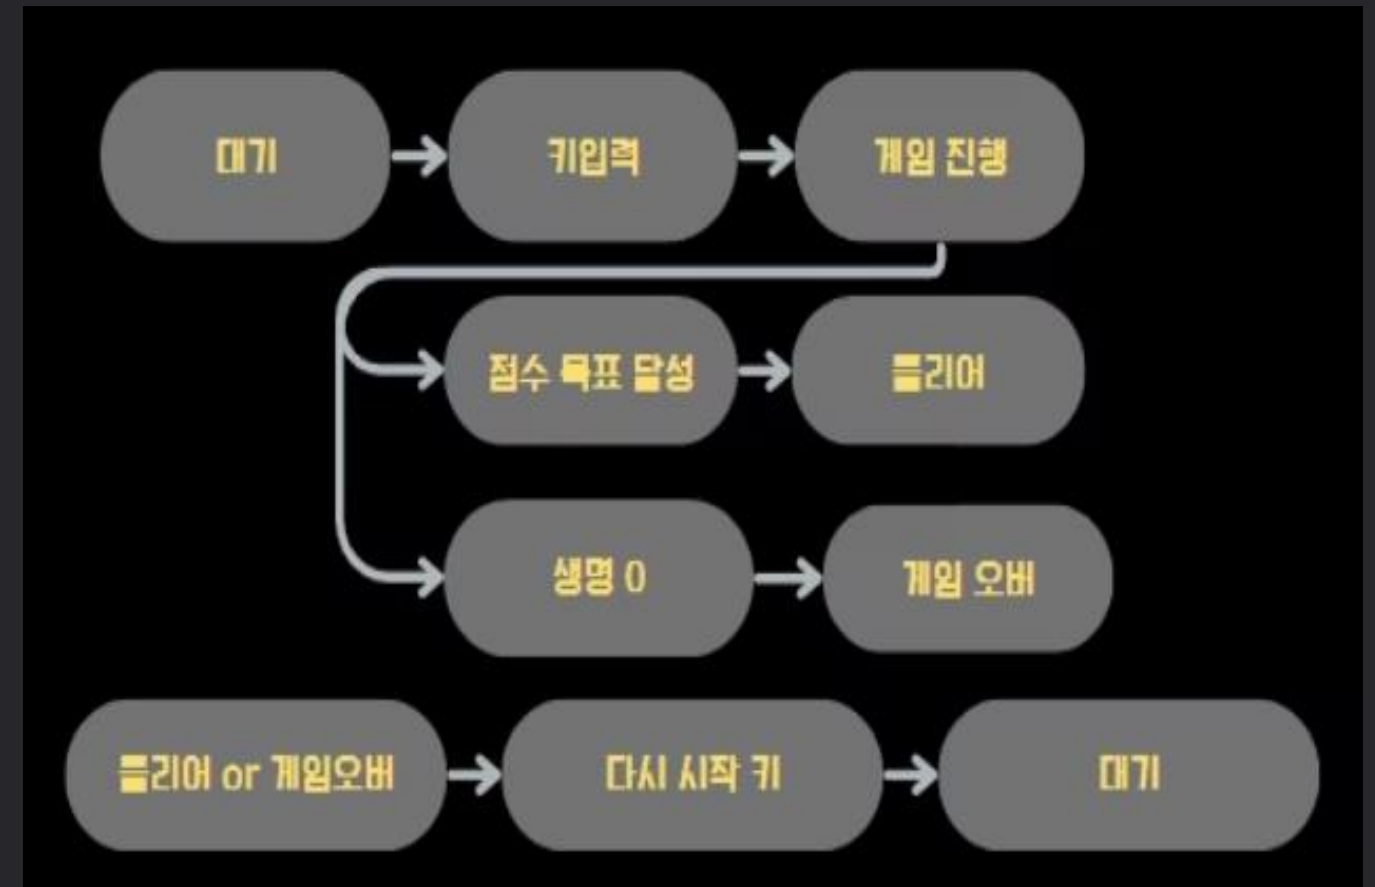 대기
키입력
게임 진행
점수 목표 달성
클리어
생명 0
게임 오버
클리어 or 게임오버
다시 시작 키
대기